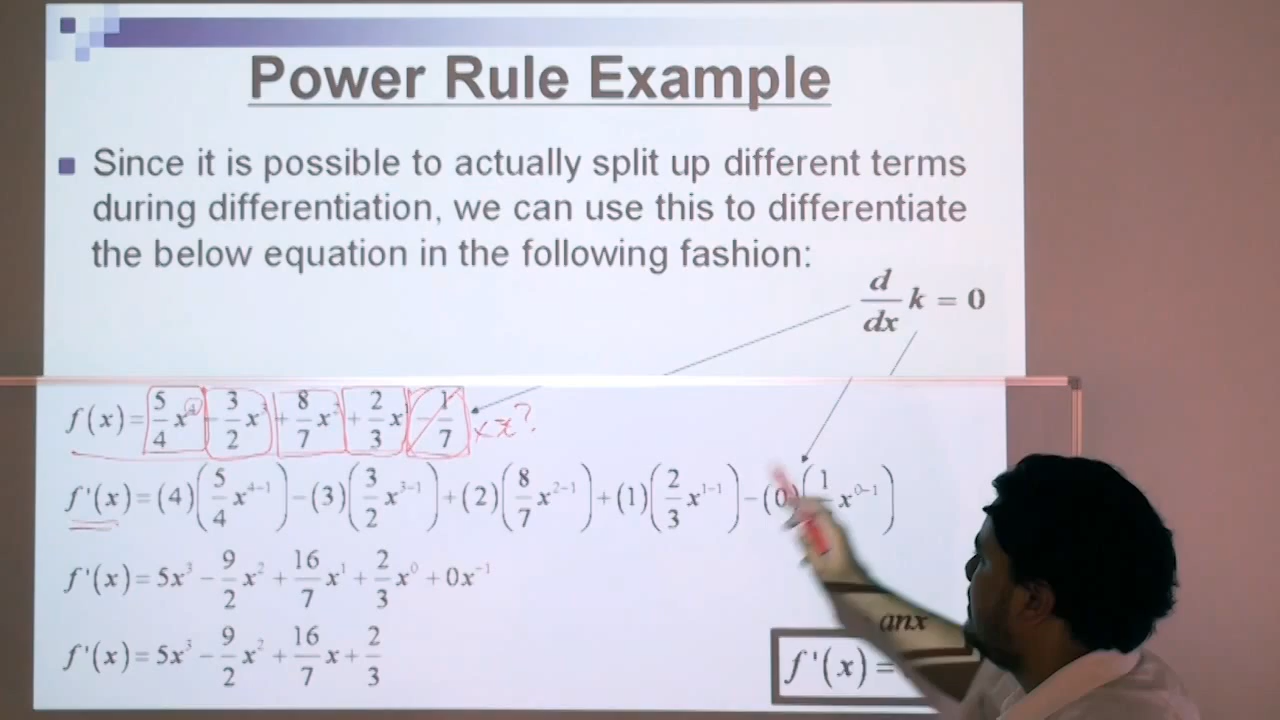 Power Rule Example
Since it is possible to actually split up different terms
during differentiation, we can use this to differentiate
the below equation in the following fashion:
d/dx k = 0
f(x) = 5/4 x⁴ - 3/2 x³ + 8/7 x² + 2/3 x¹ - 1/7 x x?
f'(x) = (4)(5/4 x⁴⁻¹) - (3)(3/2 x³⁻¹) + (2)(8/7 x²⁻¹) + (1)(2/3 x¹⁻¹) - (0)(1 x⁰⁻¹)
f'(x) = 5x³ - 9/2 x² + 16/7 x¹ + 2/3 x⁰ + 0x⁻¹
f'(x) = 5x³ - 9/2 x² + 16/7 x + 2/3
anx
f'(x) =